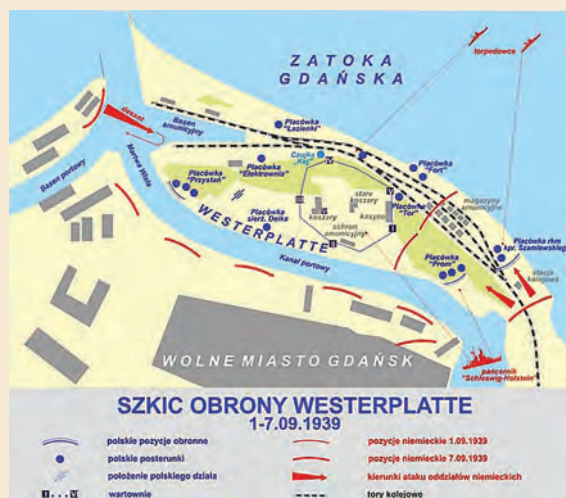 ZATOKA
GDAŃSKA
torpedowce
desant
Basen
amunicyjny
Placówka
"Łazienki"
Basen portowy
Martwa Wisła
Czujka
"Kej"
Placówka
"Fort"
Placówka
"Elektrownia"
Placówka
"Przystań"
stare
koszary
magazyny
amunicyjne
Placówka
"Tor"
koszary
kasyno
Placówka
sierż. Deika
WESTERPLATTE
schron
amunicyjny
Placówka rkm
kpr. Szamlewskiego
Placówka
"Prom"
stacja
kolejowa
Kanał portowy
WOLNE MIASTO GDAŃSK
pancernik
"Schleswig-Holstein"
SZKIC OBRONY WESTERPLATTE
1-7.09.1939
polskie pozycje obronne
pozycje niemieckie 1.09.1939
polskie posterunki
pozycje niemieckie 7.09.1939
położenie polskiego działa
kierunki ataku oddziałów niemieckich
I...V
wartownie
tory kolejowe